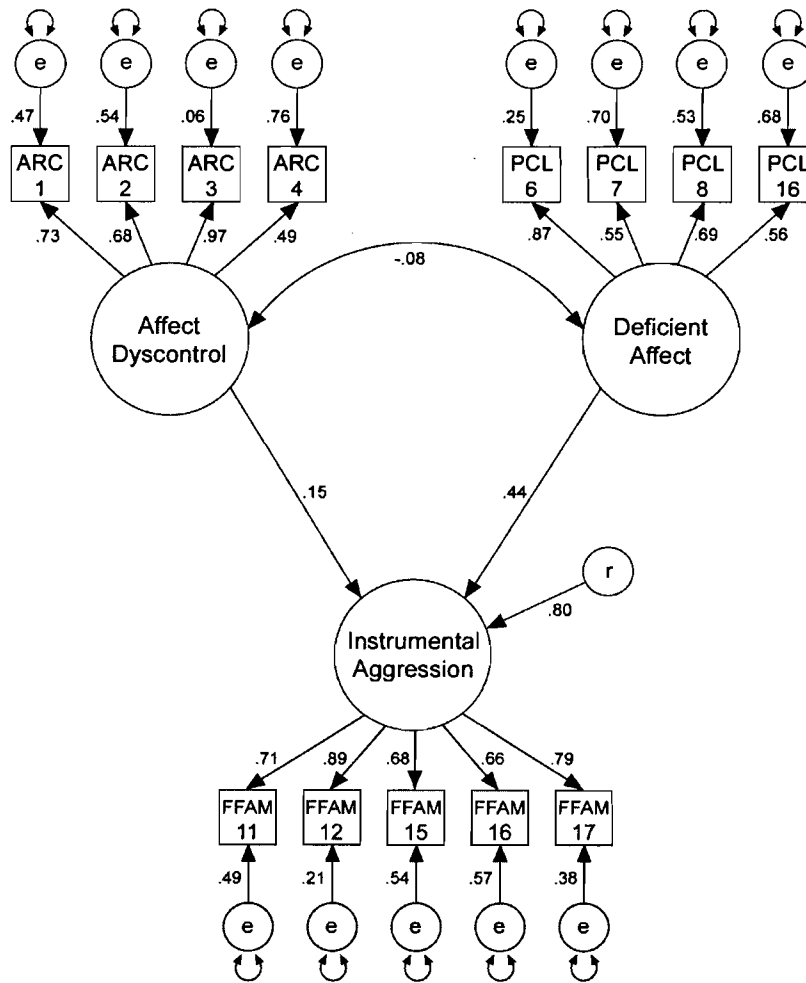 e e e e e e e e
.47 .54 .06 .76 .25 .70 .53 .68
ARC ARC ARC ARC PCL PCL PCL PCL
1 2 3 4 6 7 8 16
.73 .68 .97 .49 .87 .55 .69 .56
-.08
Affect
Dyscontrol
Deficient
Affect
.15 .44
r
.80
Instrumental
Aggression
.71 .89 .68 .66 .79
FFAM FFAM FFAM FFAM FFAM
11 12 15 16 17
.49 .21 .54 .57 .38
e e e e e